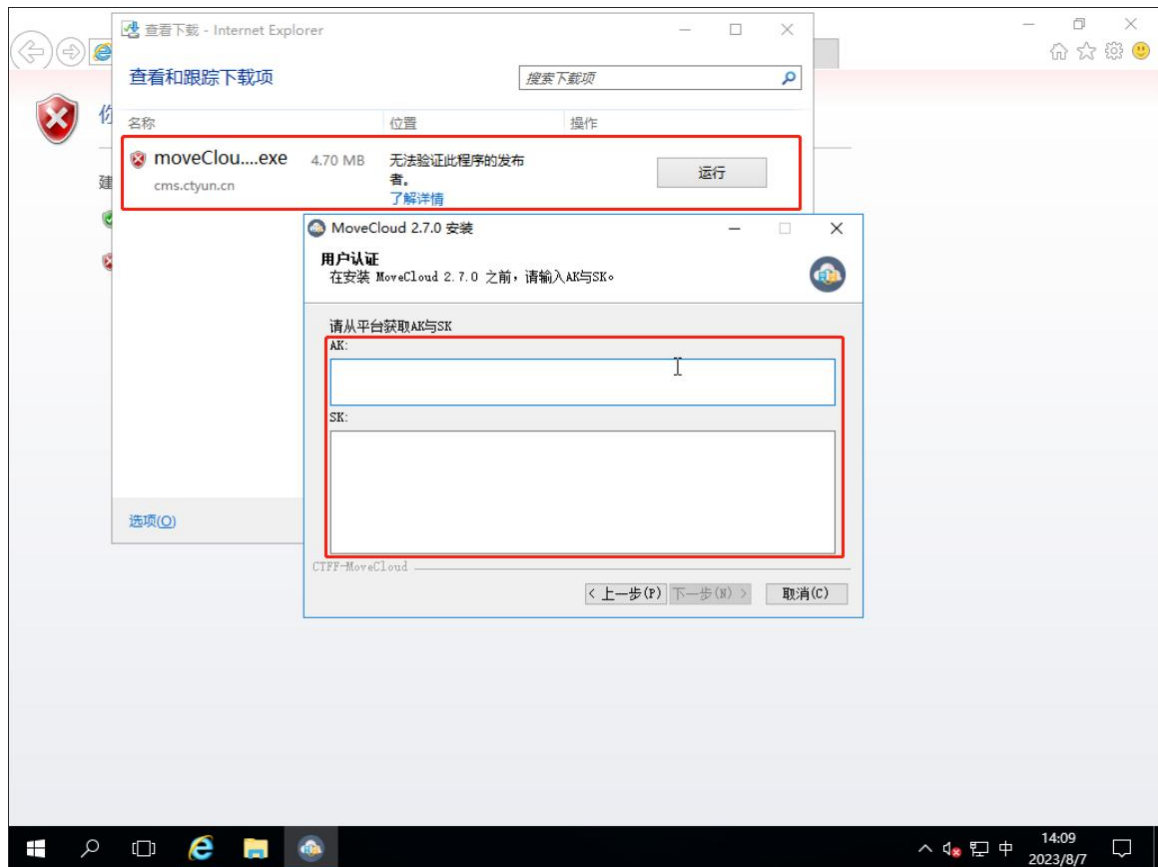 查看下载 - Internet Explorer
查看和跟踪下载项
搜索下载项
你
名称 位置 操作
moveClou....exe 4.70 MB 无法验证此程序的发布者。 运行
cms.ctyun.cn
了解详情
建
MoveCloud 2.7.0 安装
用户认证
在安装 MoveCloud 2.7.0 之前，请输入AK与SK。
请从平台获取AK与SK
AK:
SK:
选项(O)
CTFF-MoveCloud
< 上一步(P) 下一步(N) > 取消(C)
中
14:09
2023/8/7